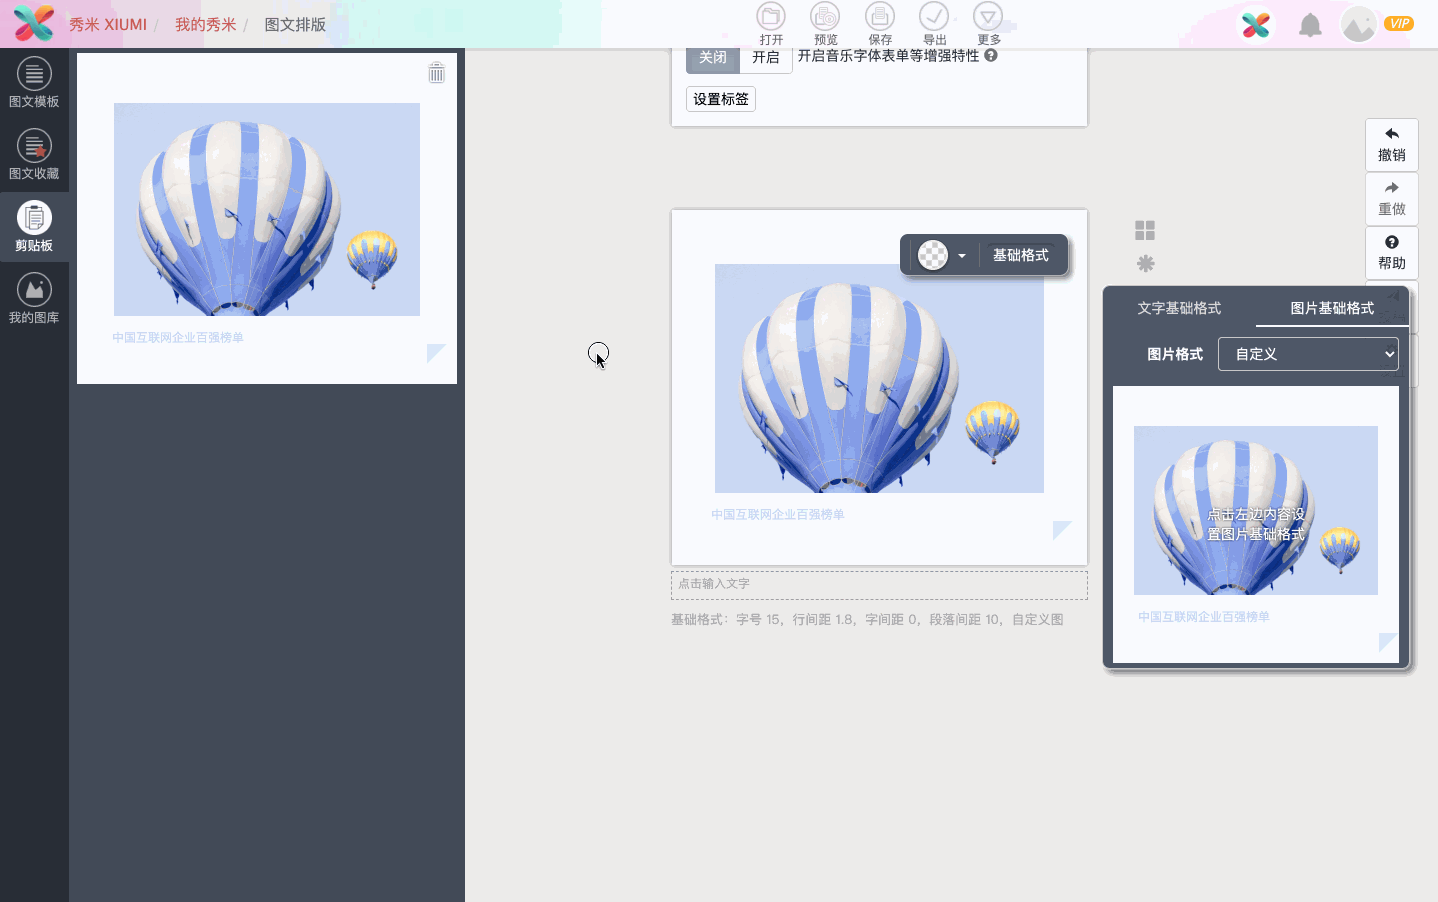 秀米 XIUMI / 我的秀米 / 图文排版
打开 预览 保存 导出 更多
VIP
图文模板
图文收藏
剪贴板
我的图库
中国互联网企业百强榜单
关闭 开启 开启音乐字体表单等增强特性
设置标签
基础格式
中国互联网企业百强榜单
点击输入文字
基础格式：字号 15，行间距 1.8，字间距 0，段落间距 10，自定义图
撤销
重做
帮助
文字基础格式 图片基础格式
图片格式 自定义
点击左边内容设
置图片基础格式
中国互联网企业百强榜单